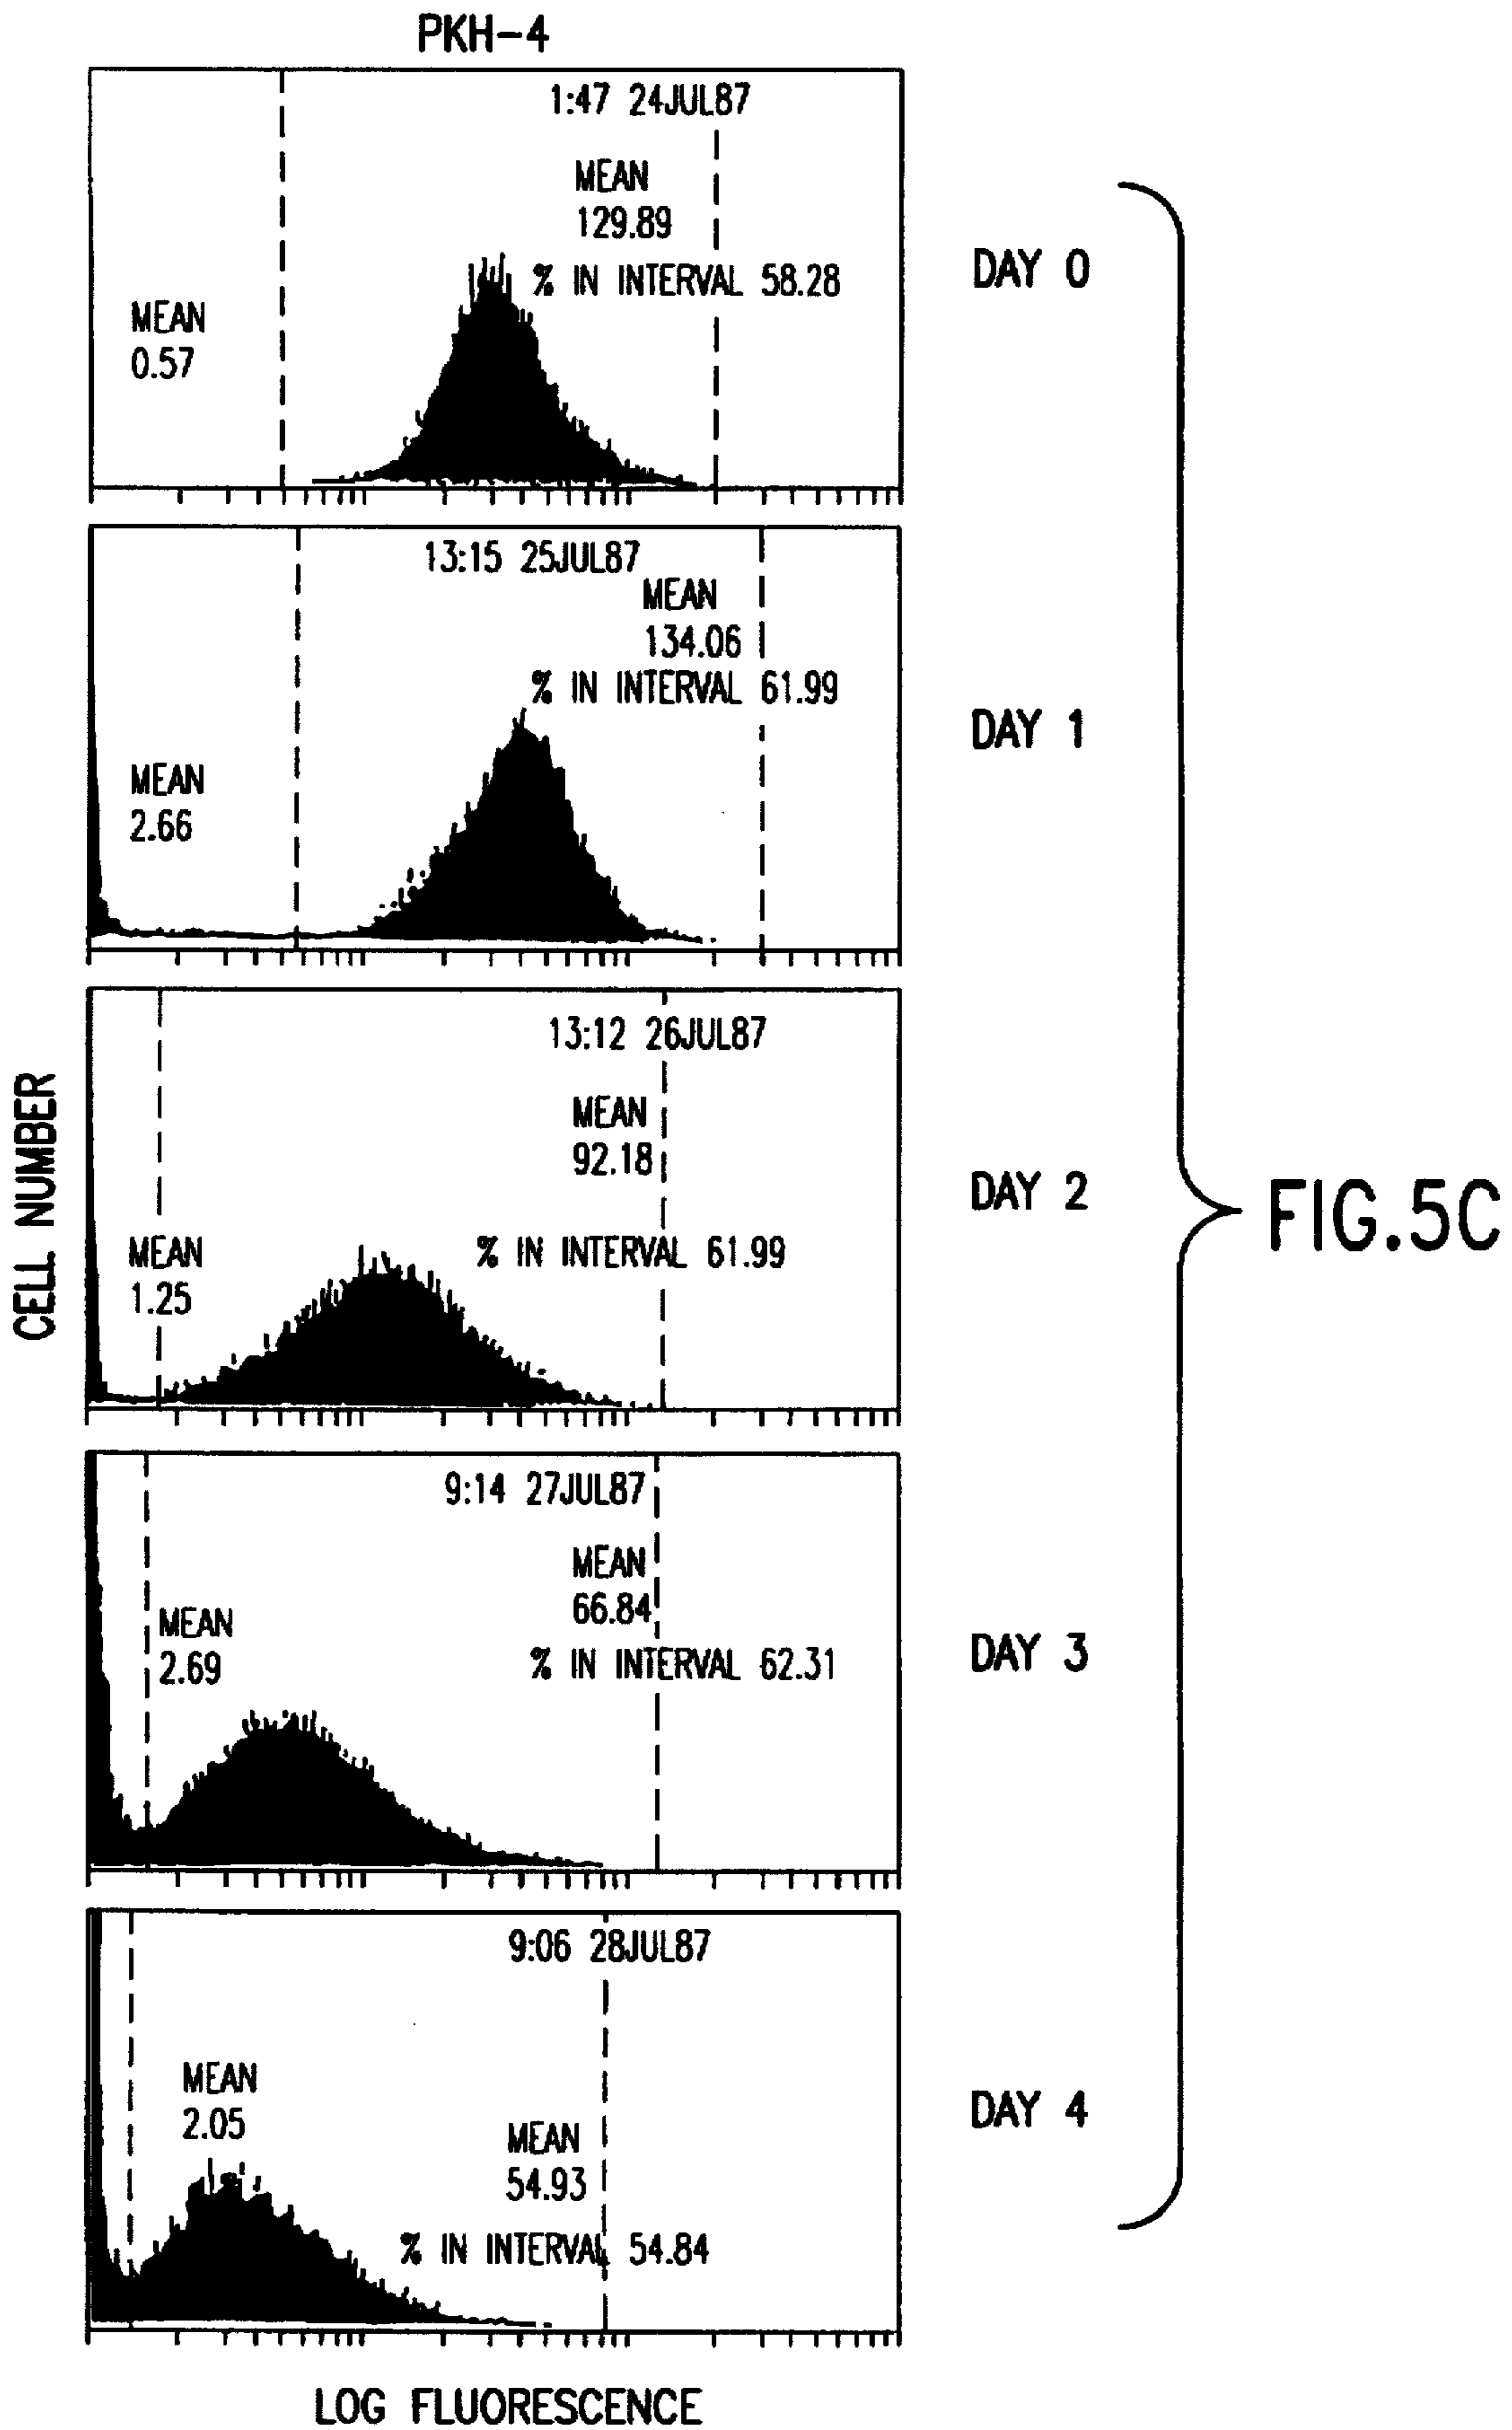 PKH-4
1:47 24JUL87
MEAN
129.89
% IN INTERVAL 58.28
MEAN
0.57
DAY 0
13:15 25JUL87
MEAN
134.06
% IN INTERVAL 61.99
MEAN
2.66
DAY 1
13:12 26JUL87
MEAN
92.18
% IN INTERVAL 61.99
MEAN
1.25
DAY 2
9:14 27JUL87
MEAN
66.84
MEAN
2.69
% IN INTERVAL 62.31
DAY 3
9:06 28JUL87
MEAN
2.05
MEAN
54.93
% IN INTERVAL 54.84
DAY 4
CELL NUMBER
LOG FLUORESCENCE
FIG.5C